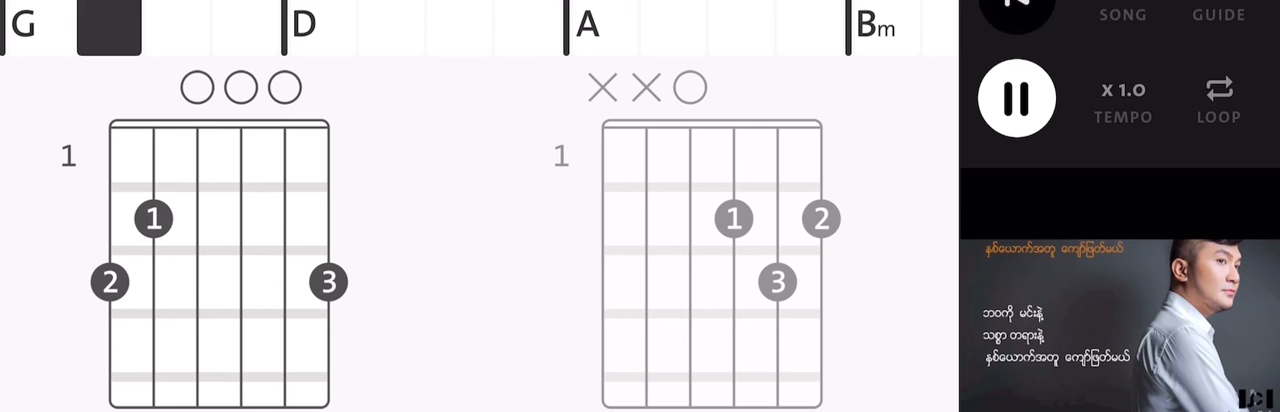 G D A Bm
SONG GUIDE
X 1.0
TEMPO LOOP
1
1
2 3
1
1 2
3
နှစ်ယောက်အတူ ကျော်ဖြတ်မယ်
ဘဝကို မင်းနဲ့
သစ္စာ တရားနဲ့
နှစ်ယောက်အတူ ကျော်ဖြတ်မယ်